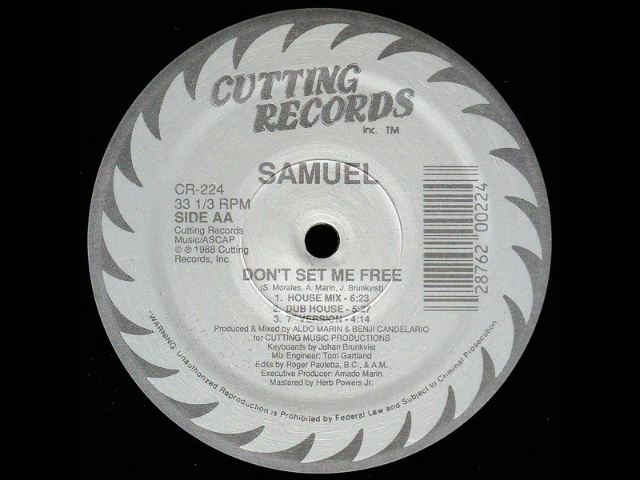 CUTTING
RECORDS
Inc. TM
SAMUEL
CR-224
33 1/3 RPM
SIDE AA
Cutting Records
Music/ASCAP
© ℗ 1988 Cutting
Records, Inc.
28762 00224
DON'T SET ME FREE
(S. Morales, A. Marin, J. Brunkvist)
1. HOUSE MIX - 6:23
2. DUB HOUSE - 5:27
3. 7" VERSION - 4:14
Produced & Mixed by ALDO MARIN & BENJI CANDELARIO
for CUTTING MUSIC PRODUCTIONS
Keyboards by Johan Brunkvist
Mix Engineer: Tom Gartland
Edits by Roger Pauletta, B.C., & A.M.
Executive Producer: Amado Marin
Mastered by Herb Powers Jr.
*WARNING: Unauthorized Reproduction is Prohibited by Federal Law and Subject to Criminal Prosecution